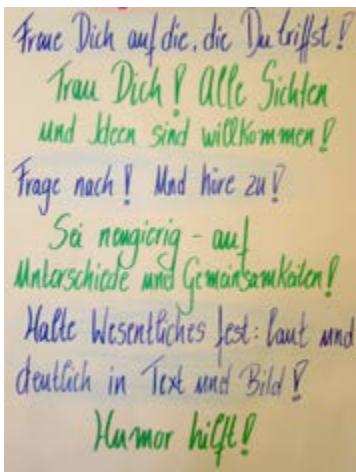 Freue Dich auf die, die Du triffst!
Trau Dich! Alle Sichten
und Ideen sind willkommen!
Frage nach! Und höre zu!
Sei neugierig - auf
Unterschiede und Gemeinsamkeiten!
Halte Wesentliches fest: laut und
deutlich in Text und Bild!
Humor hilft!